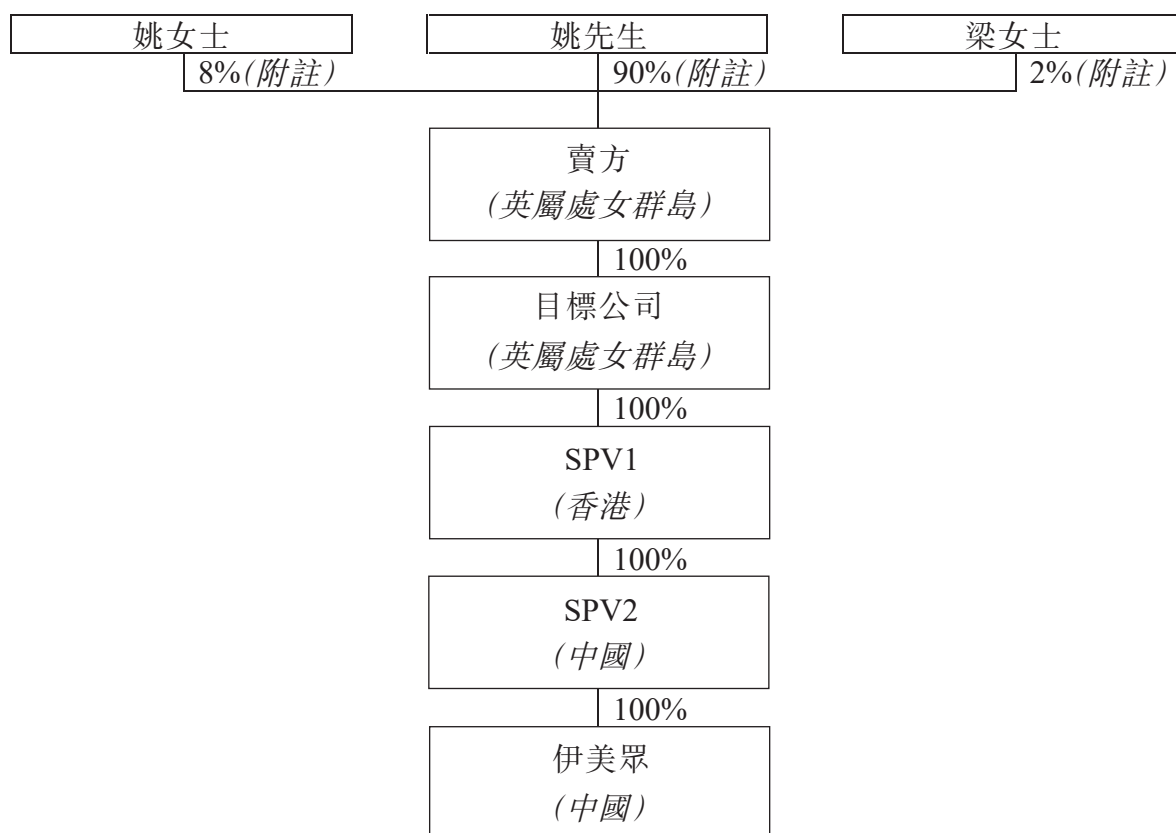 姚女士
姚先生
梁女士
8%(附註)
90%(附註)
2%(附註)
賣方
(英屬處女群島)
100%
目標公司
(英屬處女群島)
100%
SPV1
(香港)
100%
SPV2
(中國)
100%
伊美眾
(中國)